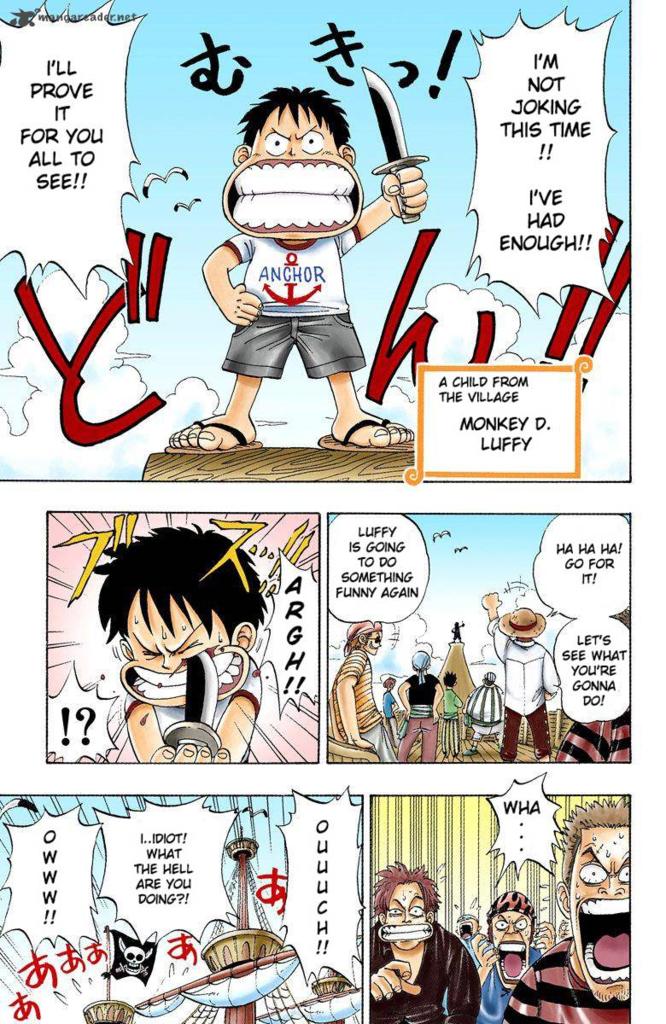 mangareader.net
I'LL
PROVE
IT
FOR YOU
ALL TO
SEE!!
むきっ!
I'M
NOT
JOKING
THIS TIME
!!
I'VE
HAD
ENOUGH!!
ANCHOR
どん!!
A CHILD FROM
THE VILLAGE
MONKEY D.
LUFFY
ブスッ
ARGH!!
!?
LUFFY
IS GOING
TO DO
SOMETHING
FUNNY AGAIN
HA HA HA!
GO FOR
IT!
LET'S
SEE WHAT
YOU'RE
GONNA
DO!
OWWW!!
I..IDIOT!
WHAT
THE HELL
ARE YOU
DOING?!
OUUUCH!!
あああああ
あ
WHA
...